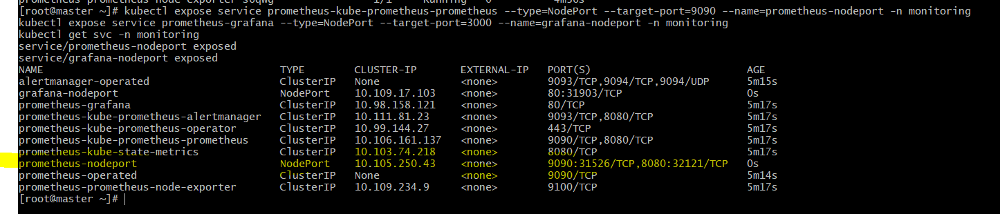 [root@master ~]# kubectl expose service prometheus-kube-prometheus-prometheus --type=NodePort --target-port=9090 --name=prometheus-nodeport -n monitoring
kubectl expose service prometheus-grafana --type=NodePort --target-port=3000 --name=grafana-nodeport -n monitoring
kubectl get svc -n monitoring
service/prometheus-nodeport exposed
service/grafana-nodeport exposed
NAME TYPE CLUSTER-IP EXTERNAL-IP PORT(S) AGE
alertmanager-operated ClusterIP None <none> 9093/TCP,9094/TCP,9094/UDP 5m15s
grafana-nodeport NodePort 10.109.17.103 <none> 80:31903/TCP 0s
prometheus-grafana ClusterIP 10.98.158.121 <none> 80/TCP 5m17s
prometheus-kube-prometheus-alertmanager ClusterIP 10.111.81.23 <none> 9093/TCP,8080/TCP 5m17s
prometheus-kube-prometheus-operator ClusterIP 10.99.144.27 <none> 443/TCP 5m17s
prometheus-kube-prometheus-prometheus ClusterIP 10.106.161.137 <none> 9090/TCP,8080/TCP 5m17s
prometheus-kube-state-metrics ClusterIP 10.103.74.218 <none> 8080/TCP 5m17s
prometheus-nodeport NodePort 10.105.250.43 <none> 9090:31526/TCP,8080:32121/TCP 0s
prometheus-operated ClusterIP None <none> 9090/TCP 5m14s
prometheus-prometheus-node-exporter ClusterIP 10.109.234.9 <none> 9100/TCP 5m17s
[root@master ~]#